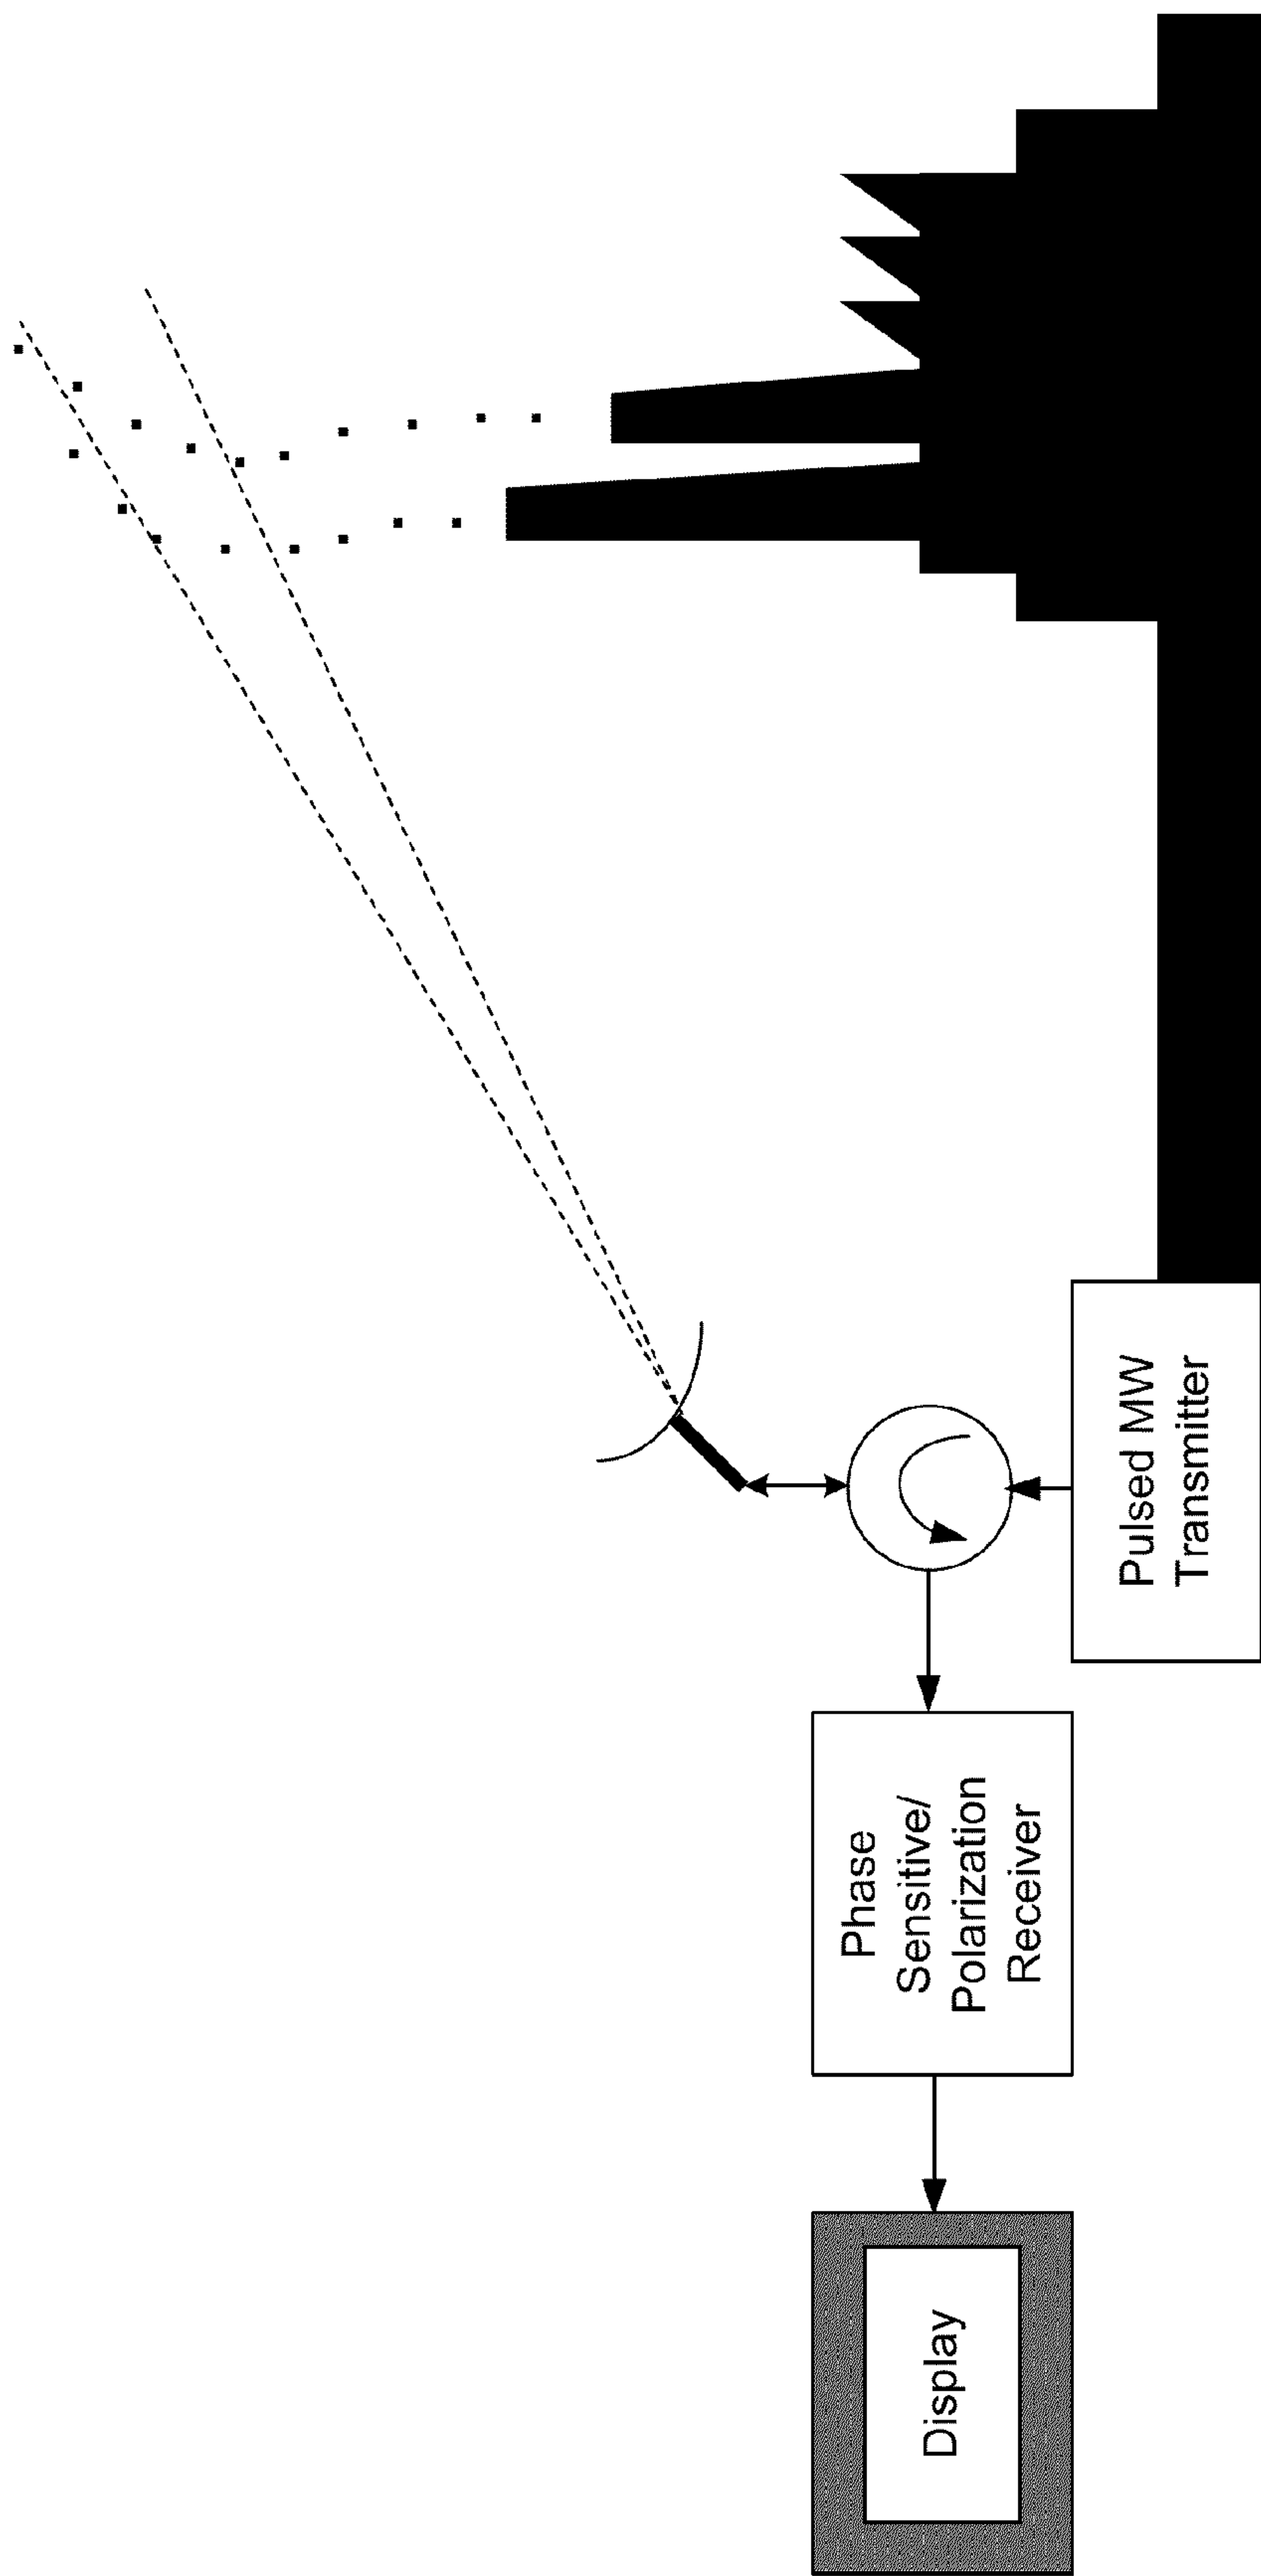 Display
Phase
Sensitive/
Polarization
Receiver
Pulsed MW
Transmitter